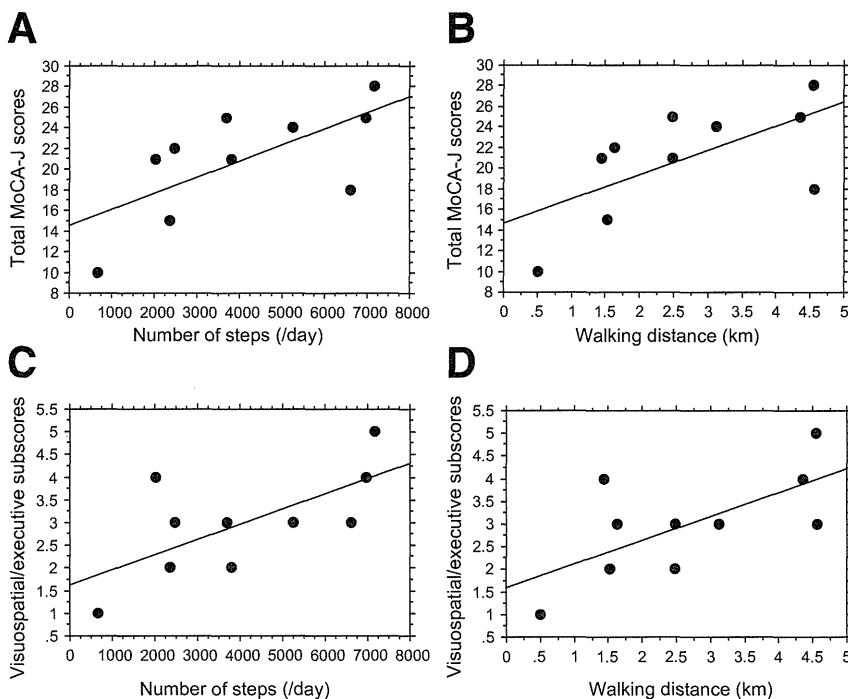 A
B
Total MoCA-J scores
30
28
26
24
22
20
18
16
14
12
10
8
0 1000 2000 3000 4000 5000 6000 7000 8000
Number of steps (/day)
Total MoCA-J scores
30
28
26
24
22
20
18
16
14
12
10
8
0 .5 1 1.5 2 2.5 3 3.5 4 4.5 5
Walking distance (km)
C
D
Visuospatial/executive subscores
5.5
5
4.5
4
3.5
3
2.5
2
1.5
1
.5
0 1000 2000 3000 4000 5000 6000 7000 8000
Number of steps (/day)
Visuospatial/executive subscores
5.5
5
4.5
4
3.5
3
2.5
2
1.5
1
.5
0 .5 1 1.5 2 2.5 3 3.5 4 4.5 5
Walking distance (km)